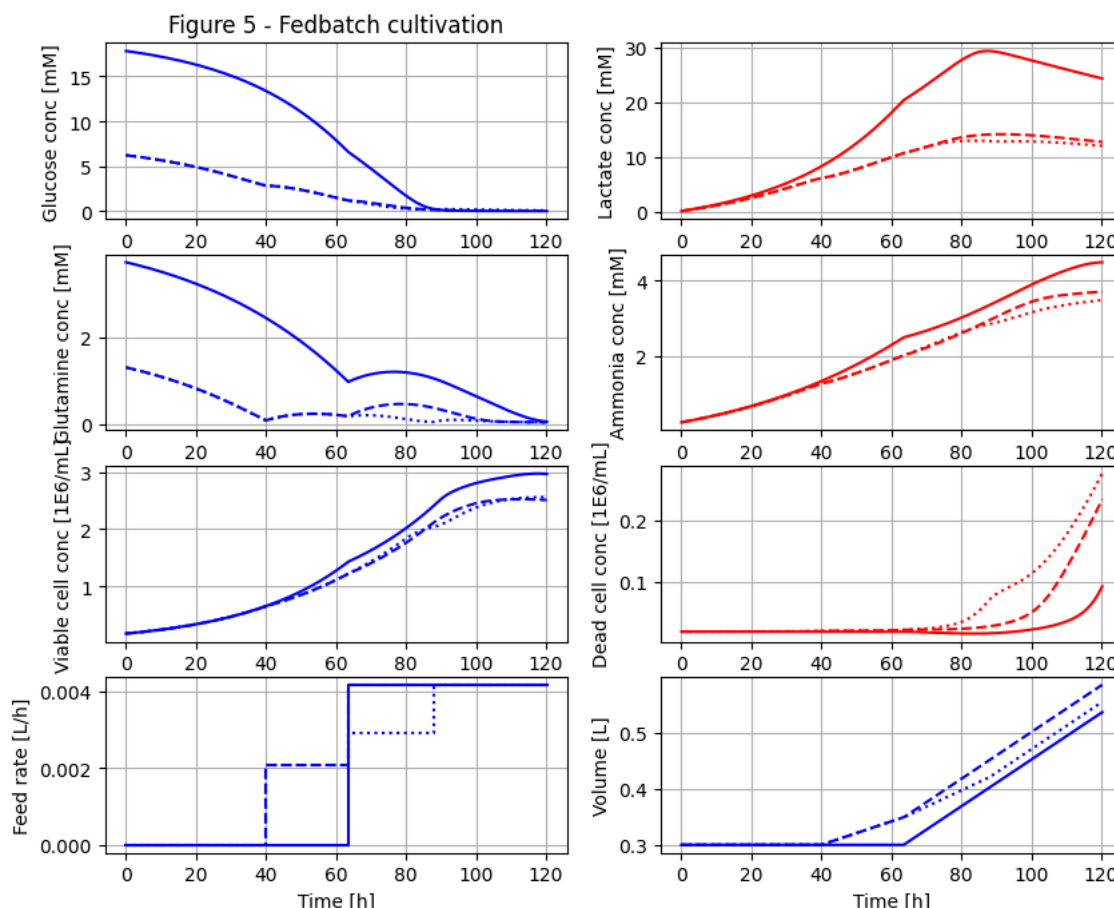 Figure 5 - Fedbatch cultivation
Glucose conc [mM]
15
10
5
0
0 20 40 60 80 100 120
Lactate conc [mM]
30
20
10
0
0 20 40 60 80 100 120
Glutamine conc [mM]
2
0
0 20 40 60 80 100 120
Ammonia conc [mM]
4
2
0 20 40 60 80 100 120
Viable cell conc [1E6/mL]
3
2
1
0 20 40 60 80 100 120
Dead cell conc [1E6/mL]
0.2
0.1
0 20 40 60 80 100 120
Feed rate [L/h]
0.004
0.002
0.000
0 20 40 60 80 100 120
Time [h]
Volume [L]
0.5
0.4
0.3
0 20 40 60 80 100 120
Time [h]